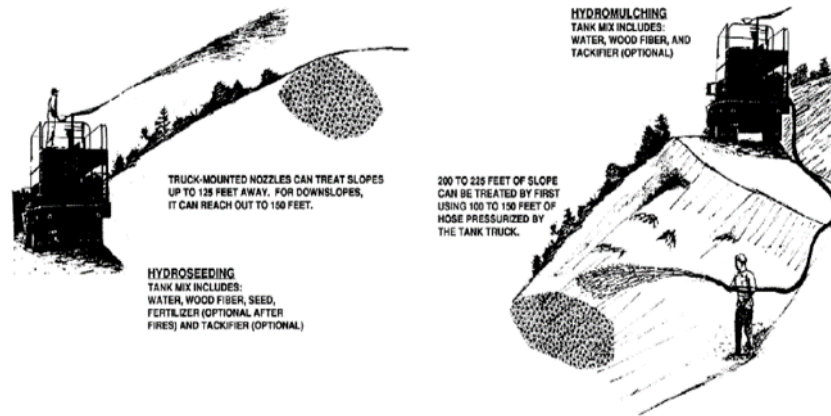 TRUCK-MOUNTED NOZZLES CAN TREAT SLOPES
UP TO 125 FEET AWAY. FOR DOWNSLOPES,
IT CAN REACH OUT TO 150 FEET.
HYDROSEEDING
TANK MIX INCLUDES:
WATER, WOOD FIBER, SEED,
FERTILIZER (OPTIONAL AFTER
FIRES) AND TACKIFIER (OPTIONAL)
HYDROMULCHING
TANK MIX INCLUDES:
WATER, WOOD FIBER, AND
TACKIFIER (OPTIONAL)
200 TO 225 FEET OF SLOPE
CAN BE TREATED BY FIRST
USING 100 TO 150 FEET OF
HOSE PRESSURIZED BY
THE TANK TRUCK.